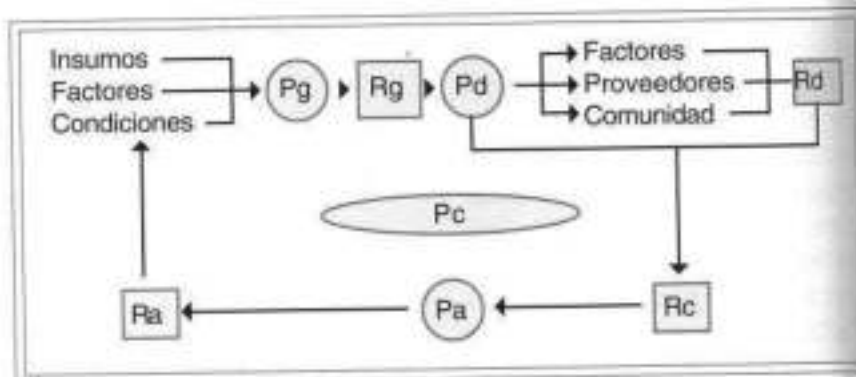 Insumos
Factores
Condiciones
Pg
Rg
Pd
Factores
Proveedores
Comunidad
Rd
Pc
Ra
Pa
Rc